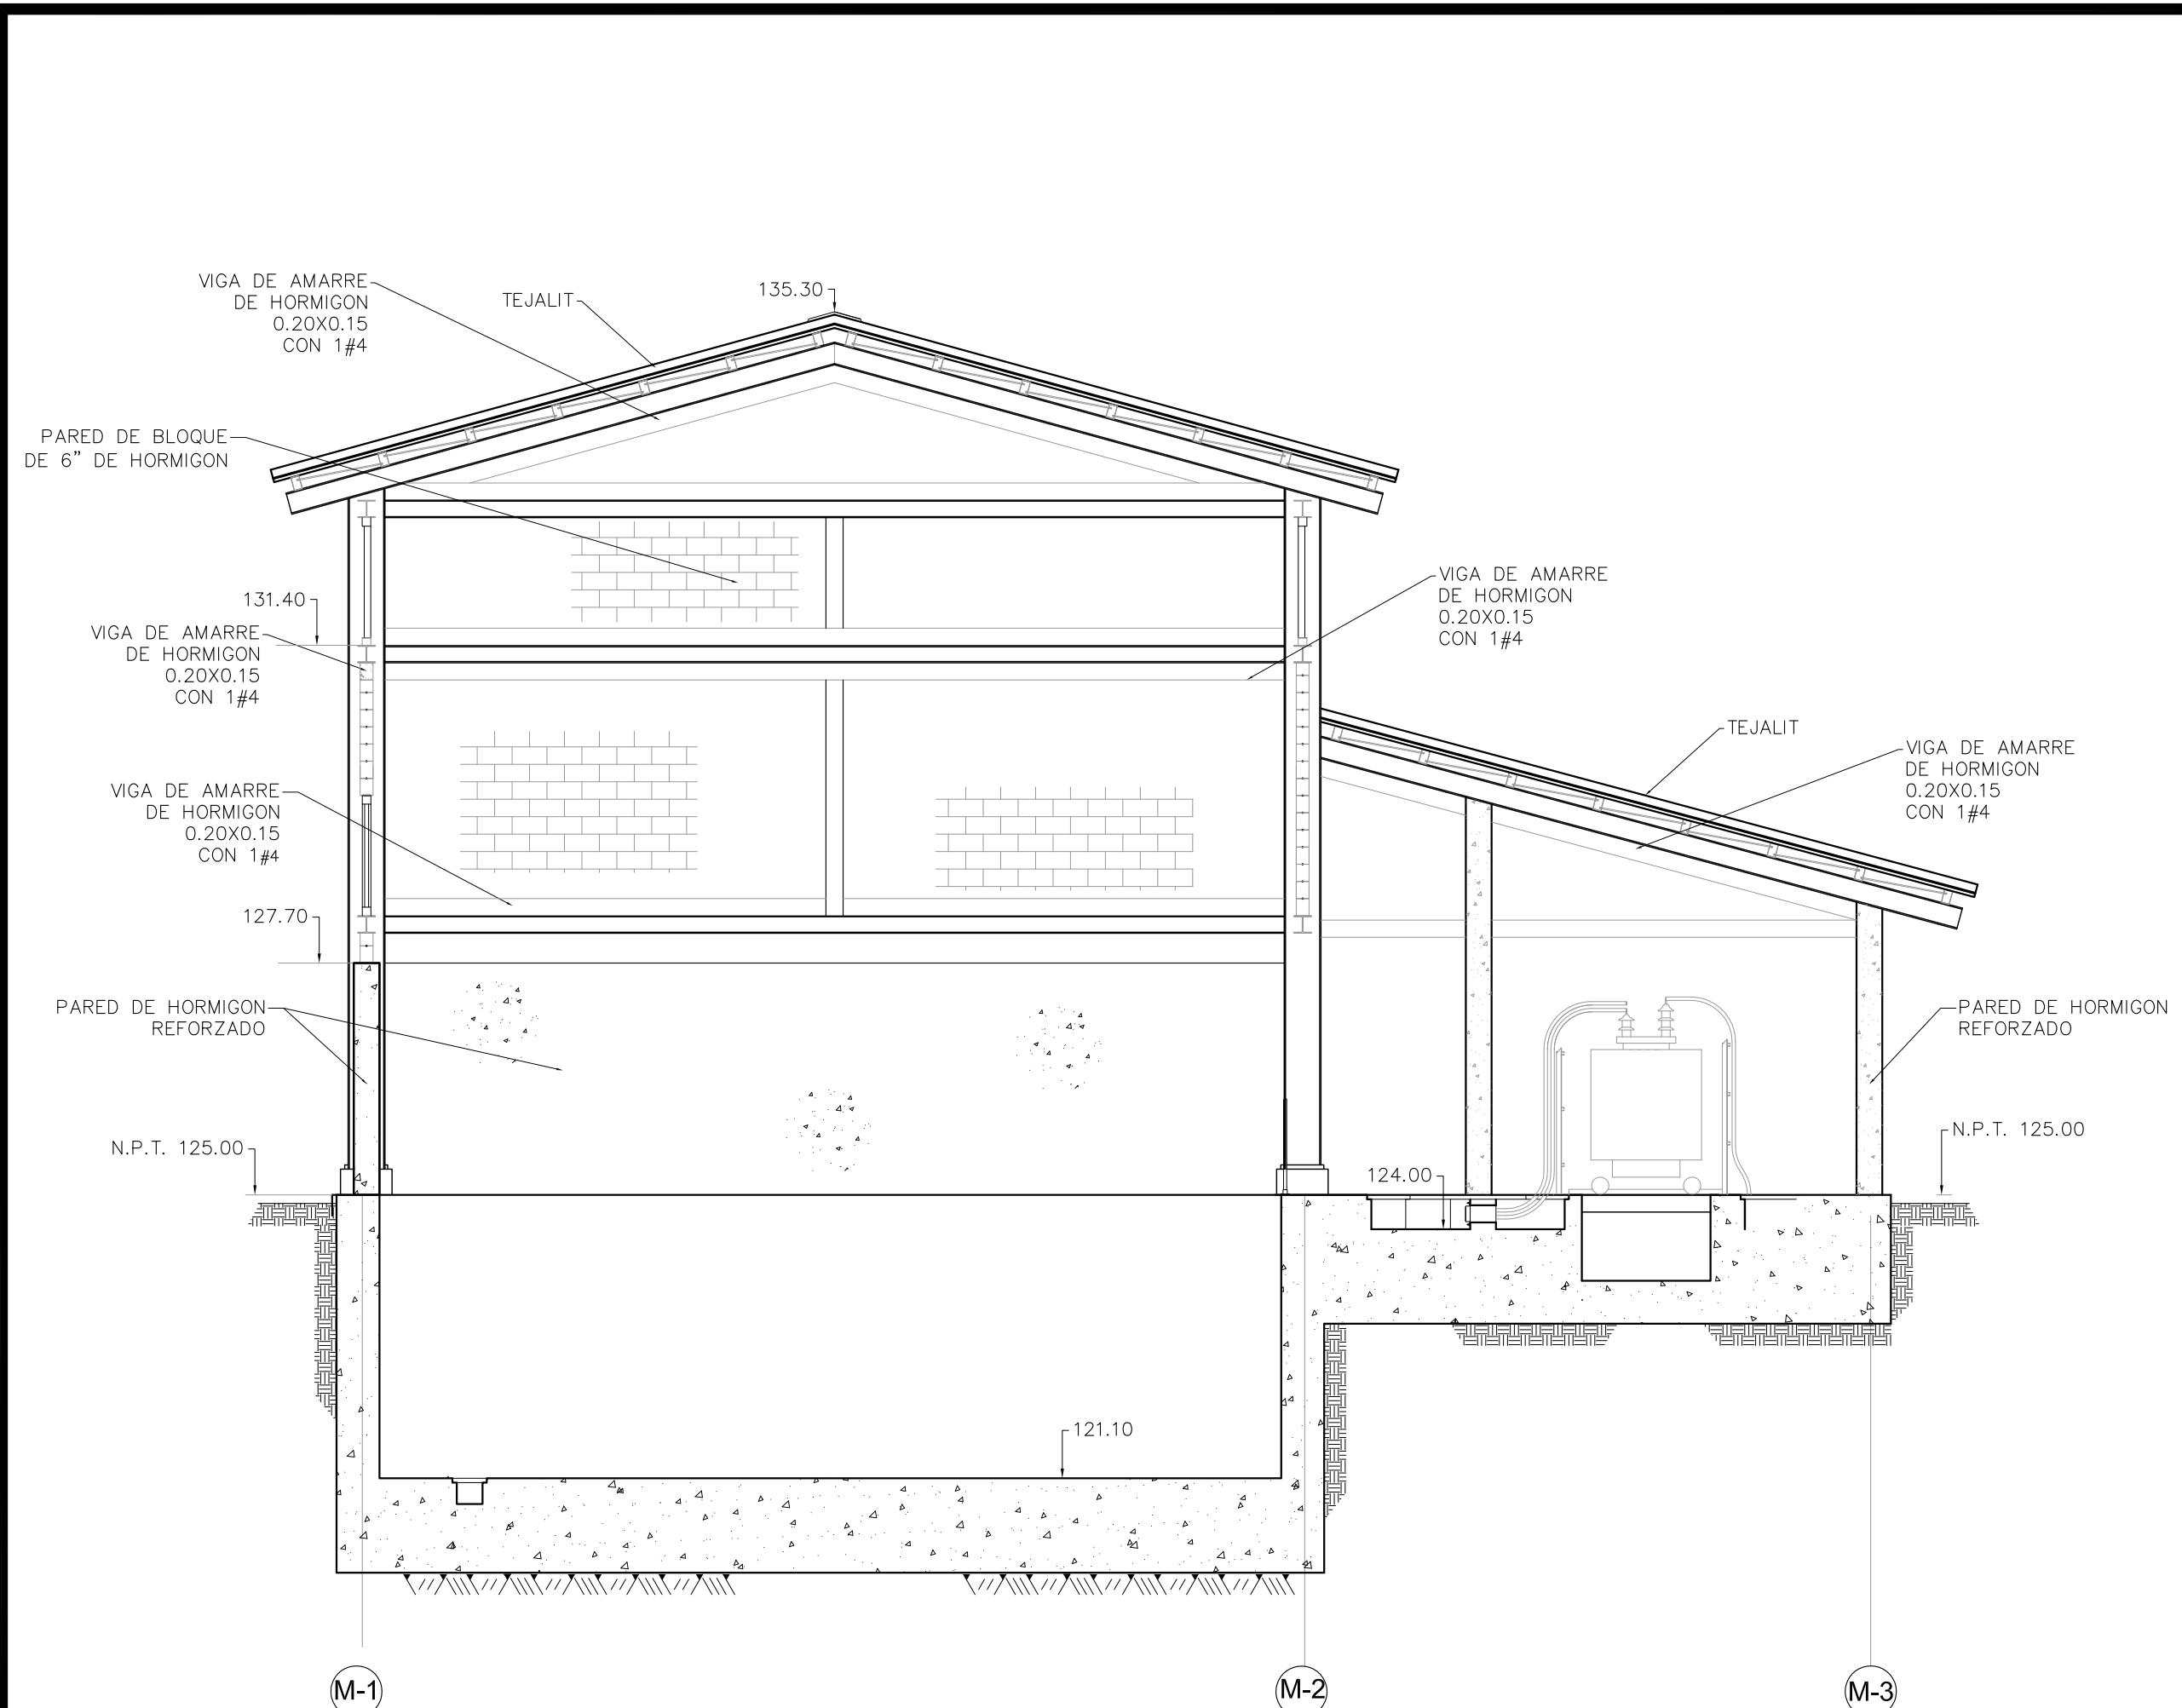 VIGA DE AMARRE
DE HORMIGON
0.20X0.15
CON 1#4
TEJALIT
135.30
PARED DE BLOQUE
DE 6” DE HORMIGON
131.40
VIGA DE AMARRE
DE HORMIGON
0.20X0.15
CON 1#4
VIGA DE AMARRE
DE HORMIGON
0.20X0.15
CON 1#4
TEJALIT
VIGA DE AMARRE
DE HORMIGON
0.20X0.15
CON 1#4
VIGA DE AMARRE
DE HORMIGON
0.20X0.15
CON 1#4
127.70
PARED DE HORMIGON
REFORZADO
PARED DE HORMIGON
REFORZADO
N.P.T. 125.00
124.00
N.P.T. 125.00
121.10
M-1
M-2
M-3